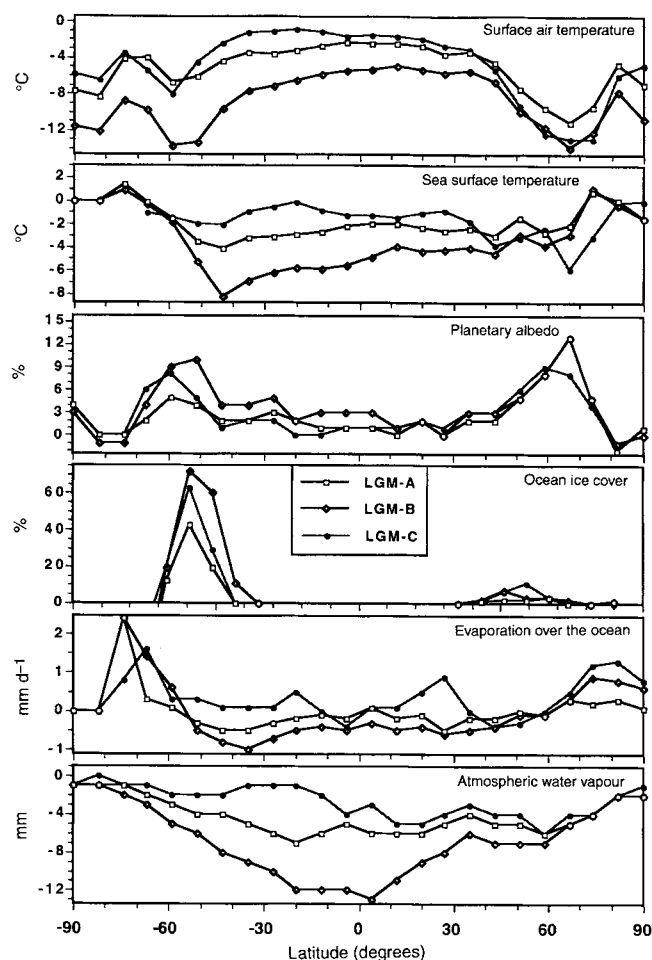 Surface air temperature
0
-4
-8
-12
°C
Sea surface temperature
2
0
-2
-4
-6
-8
°C
Planetary albedo
15
12
9
6
3
0
%
Ocean ice cover
60
40
20
0
%
LGM-A
LGM-B
LGM-C
Evaporation over the ocean
2
1
0
-1
mm d⁻¹
Atmospheric water vapour
0
-4
-8
-12
mm
-90 -60 -30 0 30 60 90
Latitude (degrees)